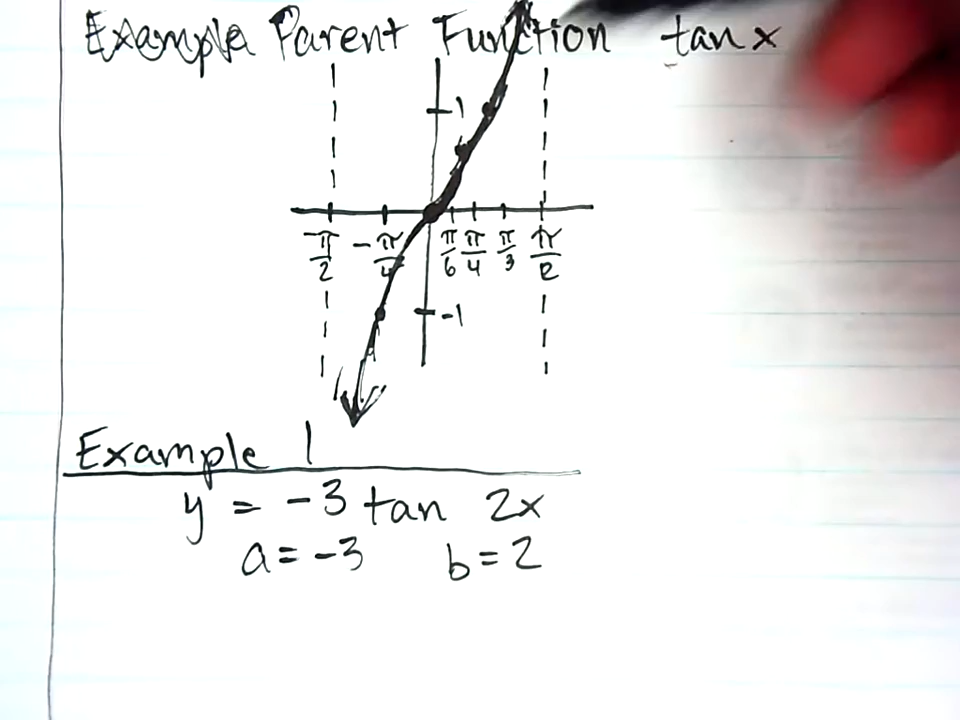 Example Parent Function tan x
1
-π/2 -π/4 π/6 π/4 π/3 π/2
-1
Example 1
y = -3 tan 2x
a = -3 b = 2